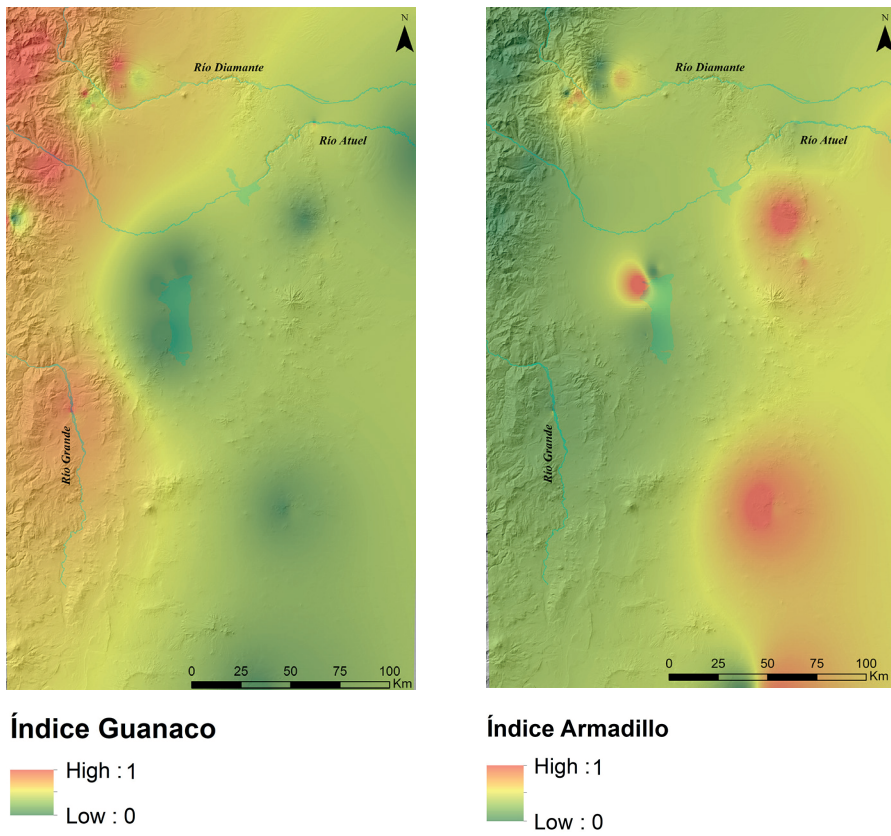 N
Río Diamante
Río Atuel
Río Grande
0 25 50 75 100
Km
Índice Guanaco
High : 1
Low : 0
N
Río Diamante
Río Atuel
Río Grande
0 25 50 75 100
Km
Índice Armadillo
High : 1
Low : 0